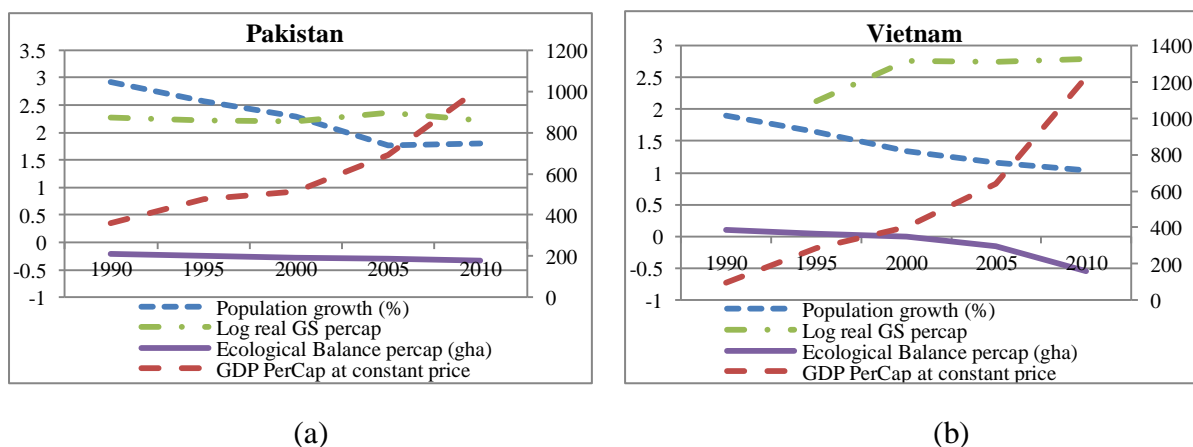 Pakistan
3.5
3
2.5
2
1.5
1
0.5
0
-0.5
-1
1200
1000
800
600
400
200
0
1990 1995 2000 2005 2010
Population growth (%)
Log real GS percap
Ecological Balance percap (gha)
GDP PerCap at constant price
(a)
Vietnam
3
2.5
2
1.5
1
0.5
0
-0.5
-1
1400
1200
1000
800
600
400
200
0
1990 1995 2000 2005 2010
Population growth (%)
Log real GS percap
Ecological Balance percap (gha)
GDP PerCap at constant price
(b)